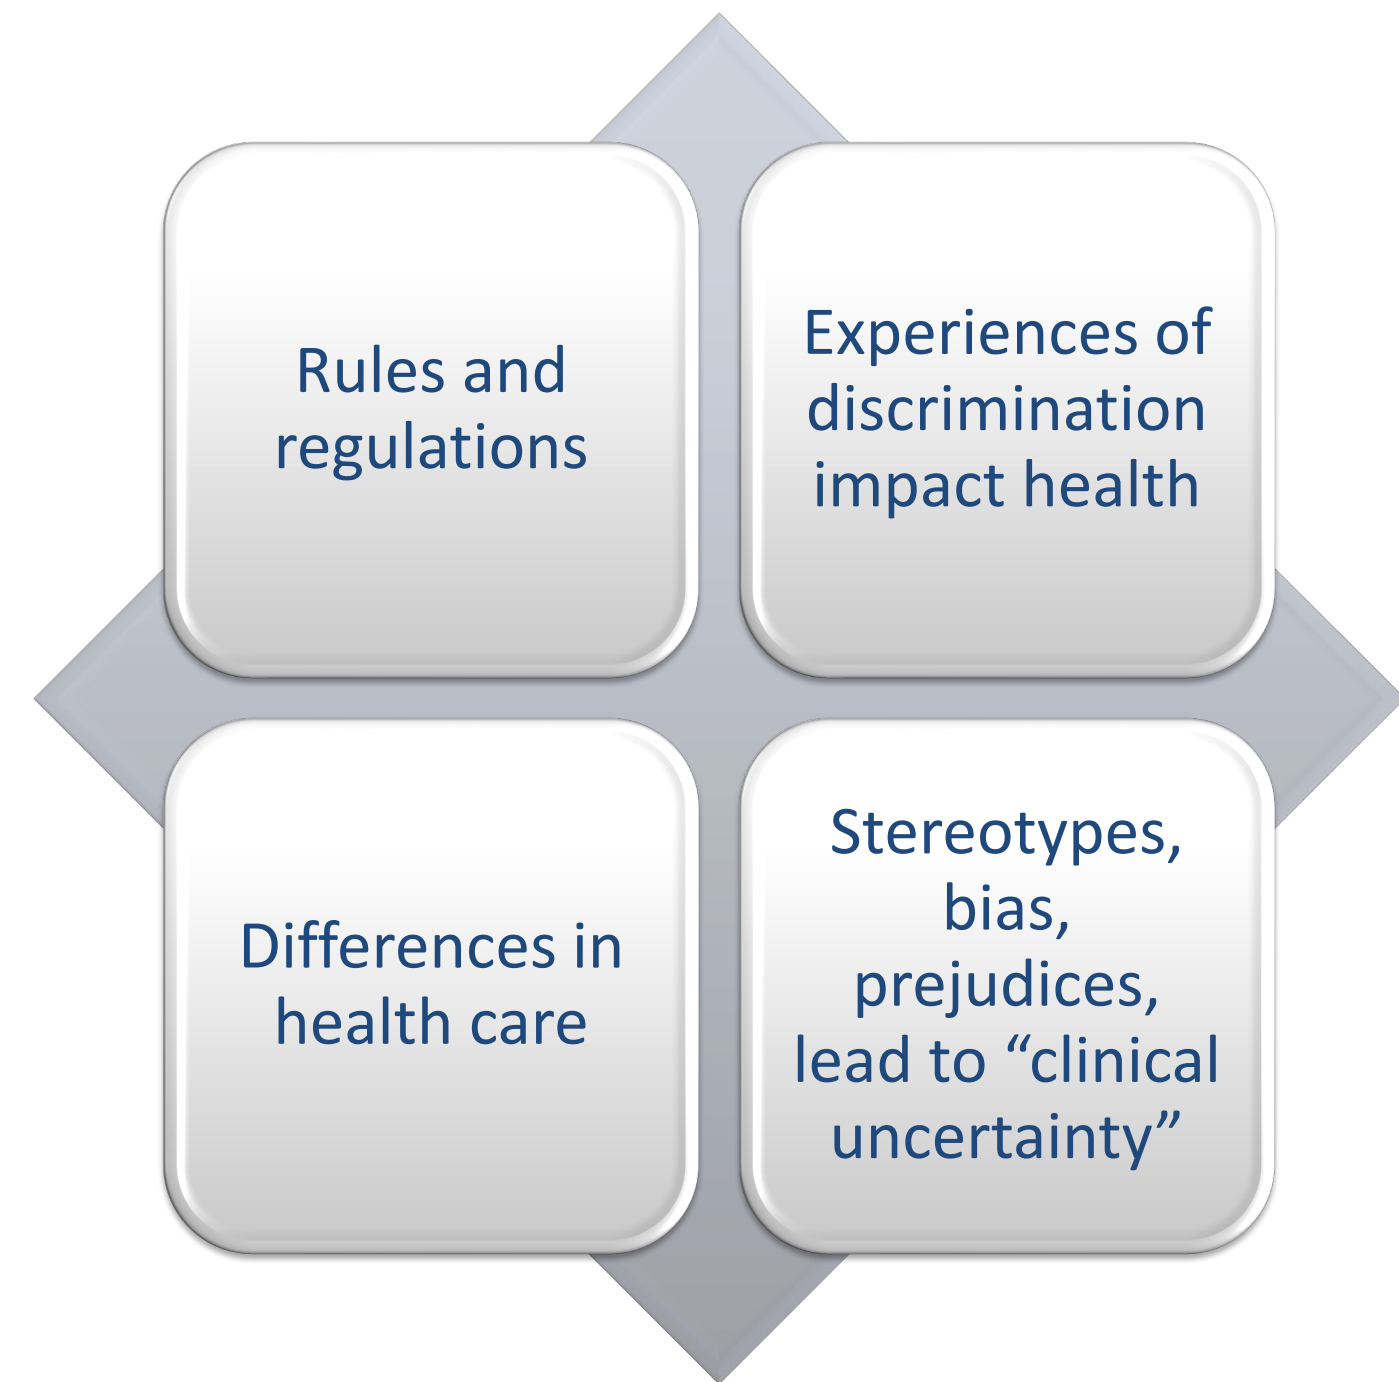 Rules and
regulations
Experiences of
discrimination
impact health
Differences in
health care
Stereotypes,
bias,
prejudices,
lead to “clinical
uncertainty”